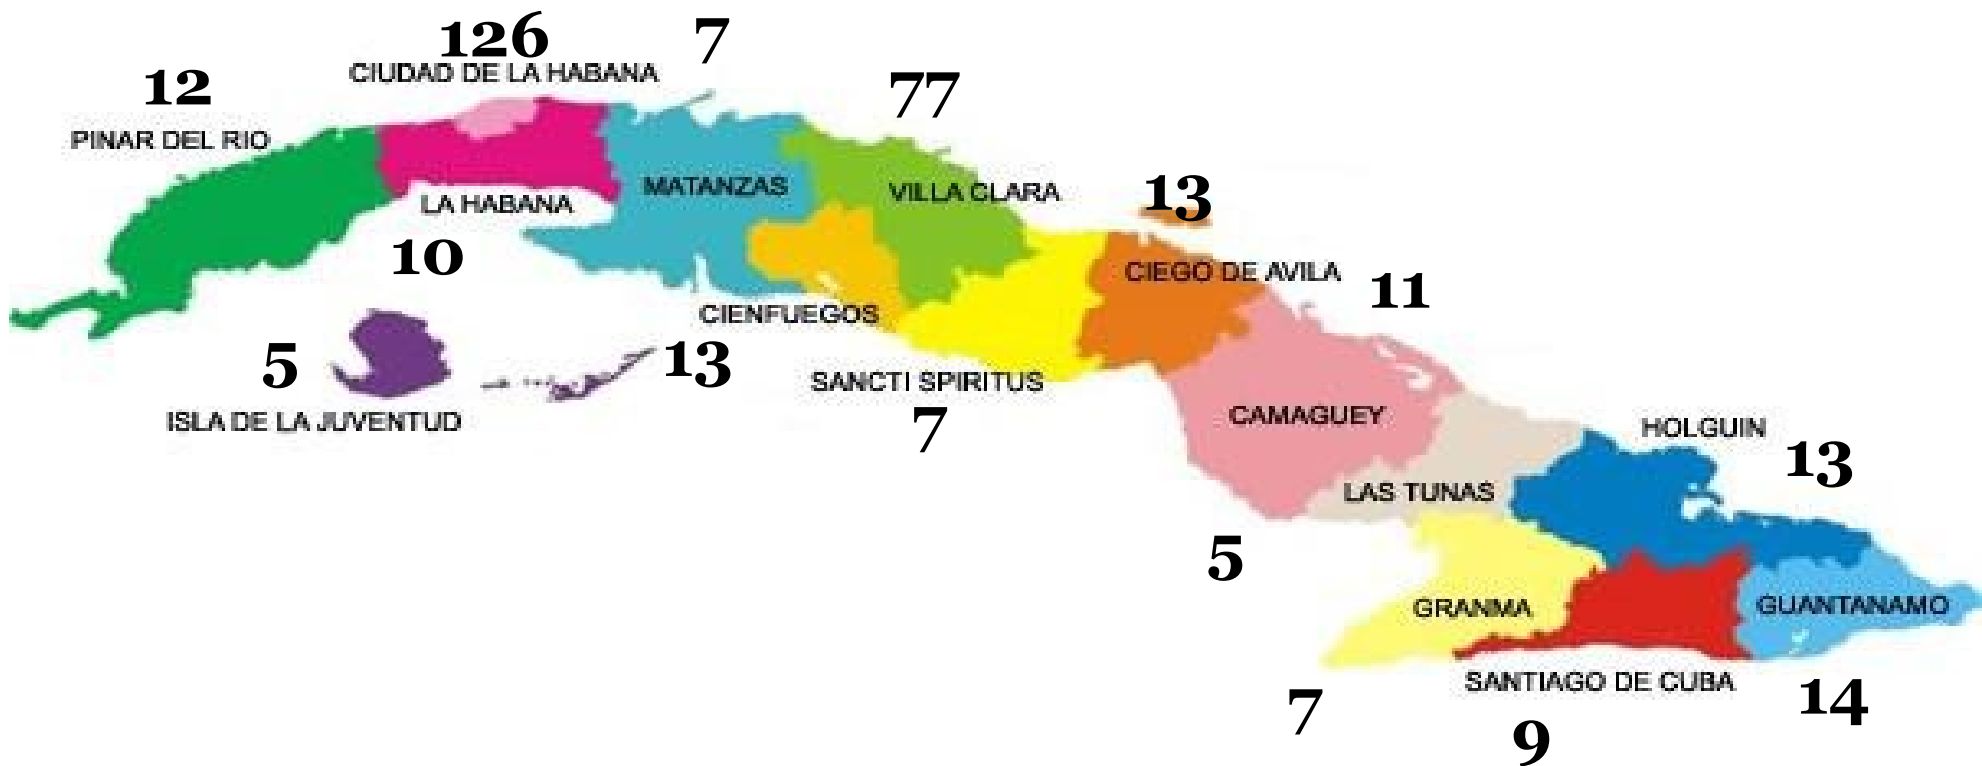 126
7
CIUDAD DE LA HABANA
12
77
PINAR DEL RIO
MATANZAS
VILLA CLARA
13
LA HABANA
10
CIEGO DE AVILA
11
CIENFUEGOS
5
13
SANCTI SPIRITUS
7
ISLA DE LA JUVENTUD
CAMAGUEY
HOLGUIN
13
LAS TUNAS
5
GRANMA
GUANTANAMO
SANTIAGO DE CUBA
7
14
9